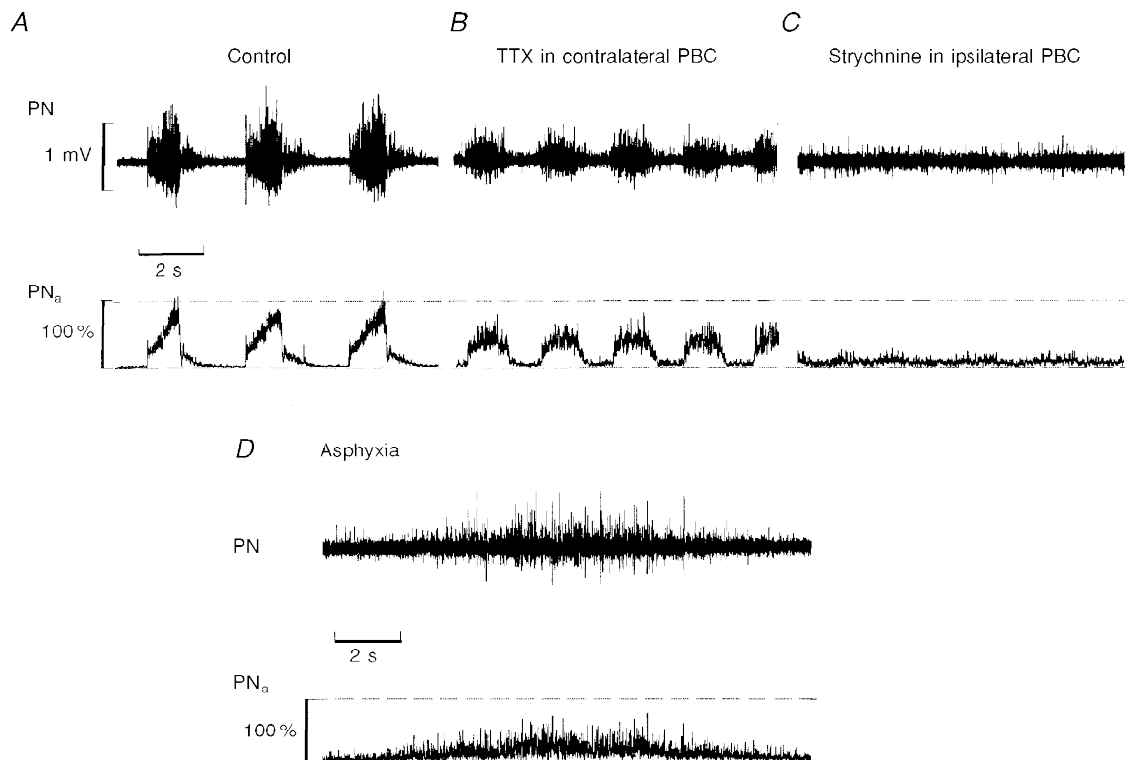 A
B
C
Control
TTX in contralateral PBC
Strychnine in ipsilateral PBC
PN
1 mV
2 s
PNa
100%
D
Asphyxia
PN
2 s
PNa
100%